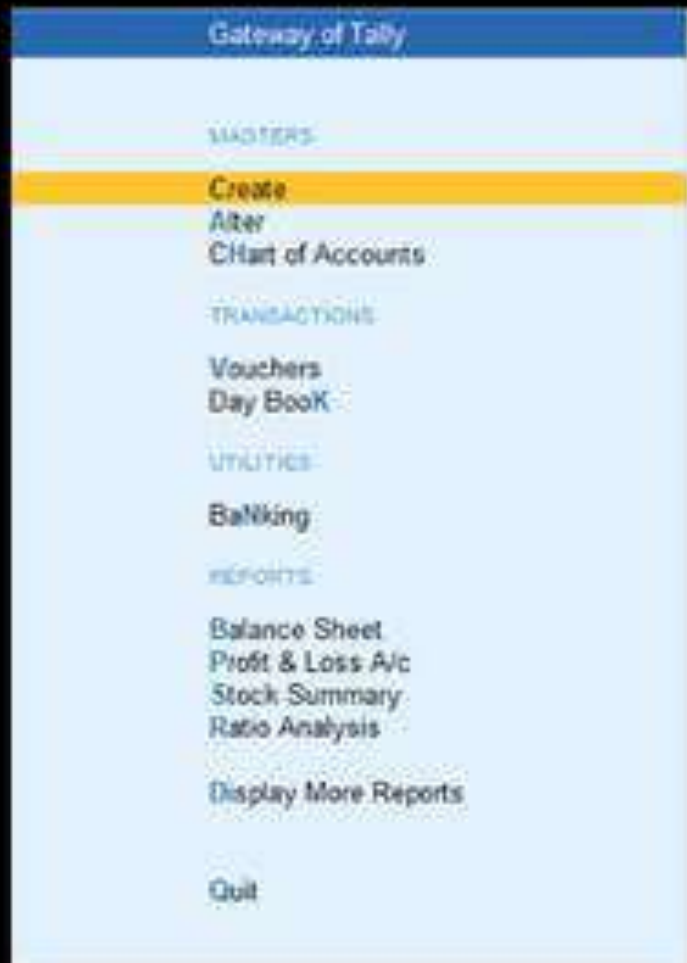 Gateway of Tally
MASTERS
Create
Alter
CHart of Accounts
TRANSACTIONS
Vouchers
Day BooK
UTILITIES
BaNking
REPORTS
Balance Sheet
Profit & Loss A/c
Stock Summary
Ratio Analysis
Display More Reports
Quit